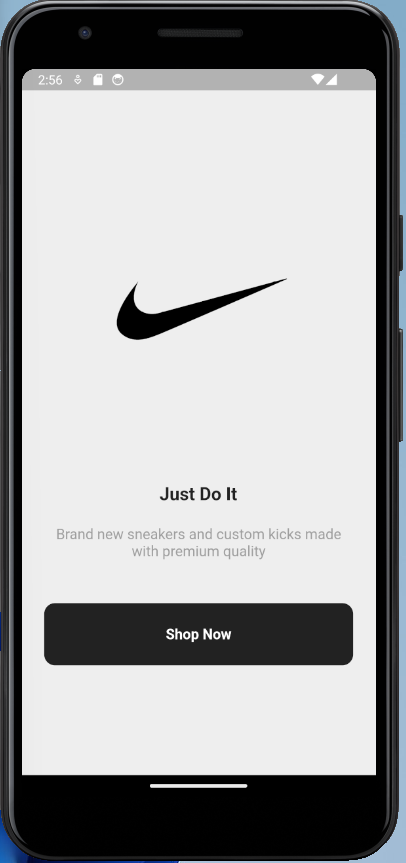 2:56
Just Do It
Brand new sneakers and custom kicks made
with premium quality
Shop Now